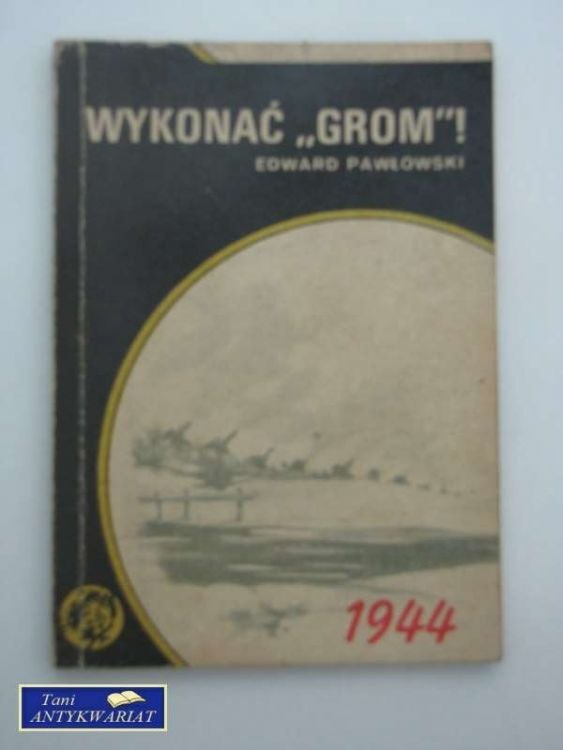 WYKONAĆ „GROM”!
EDWARD PAWŁOWSKI
1944
Tani
ANTYKWARIAT